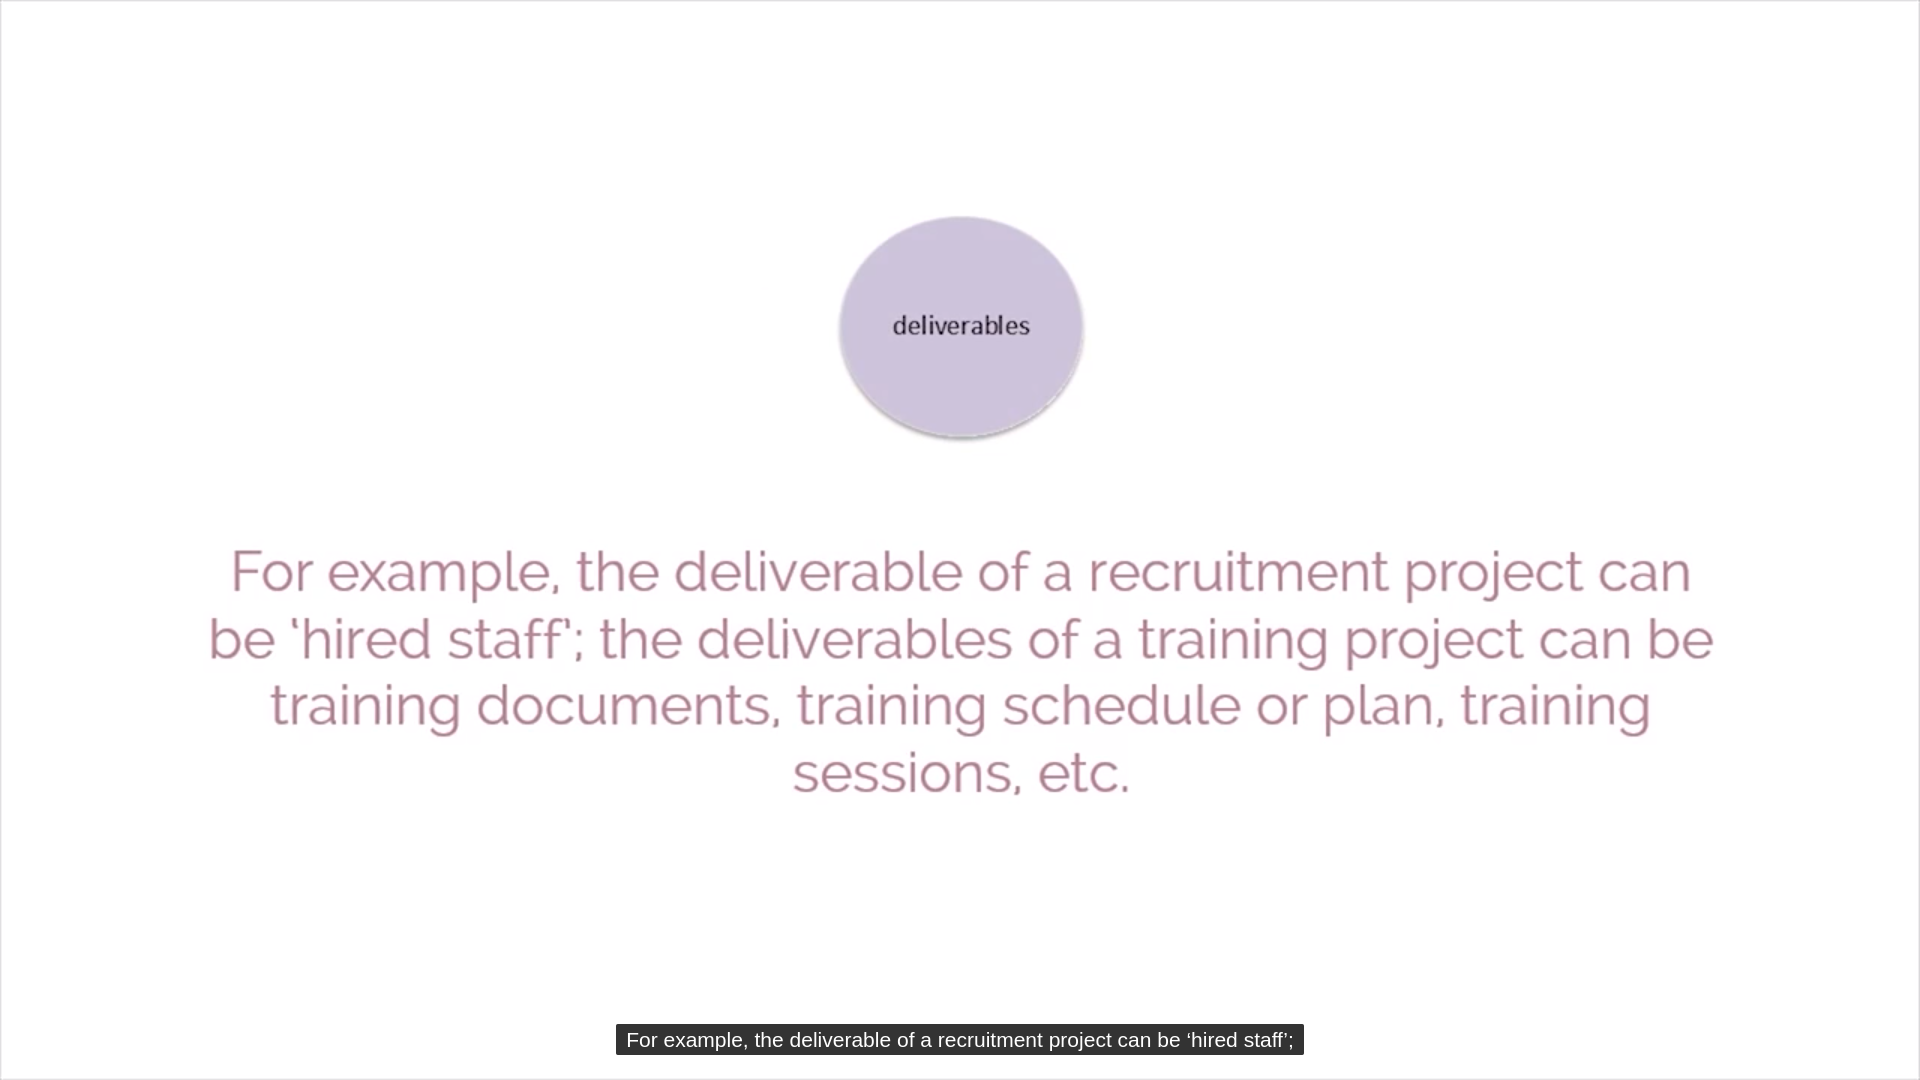 deliverables
For example, the deliverable of a recruitment project can
be ‘hired staff’; the deliverables of a training project can be
training documents, training schedule or plan, training
sessions, etc.
For example, the deliverable of a recruitment project can be ‘hired staff’;